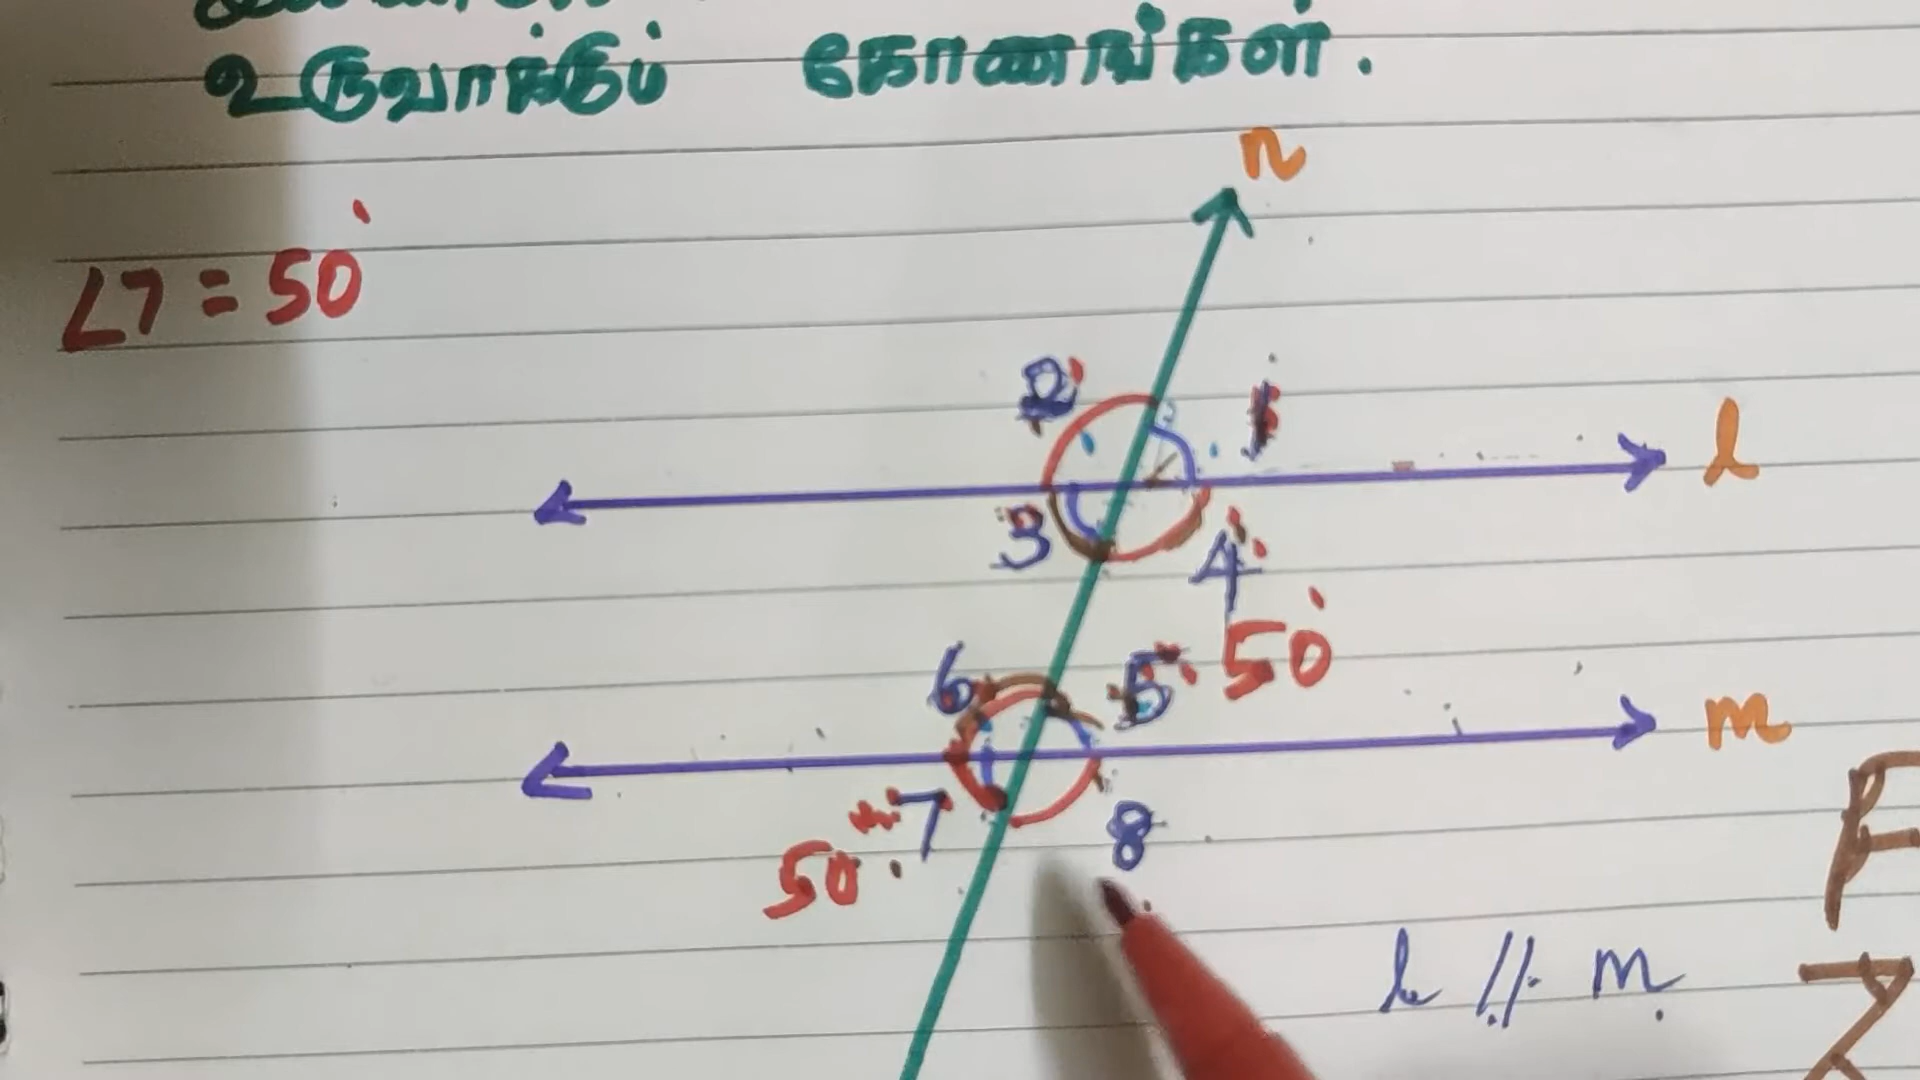 உருவாக்கும் கோணங்கள்.
n
∠7 = 50°
2 1
l
3 4
6 5 50°
m
7 8
50°
l // m
F
Z